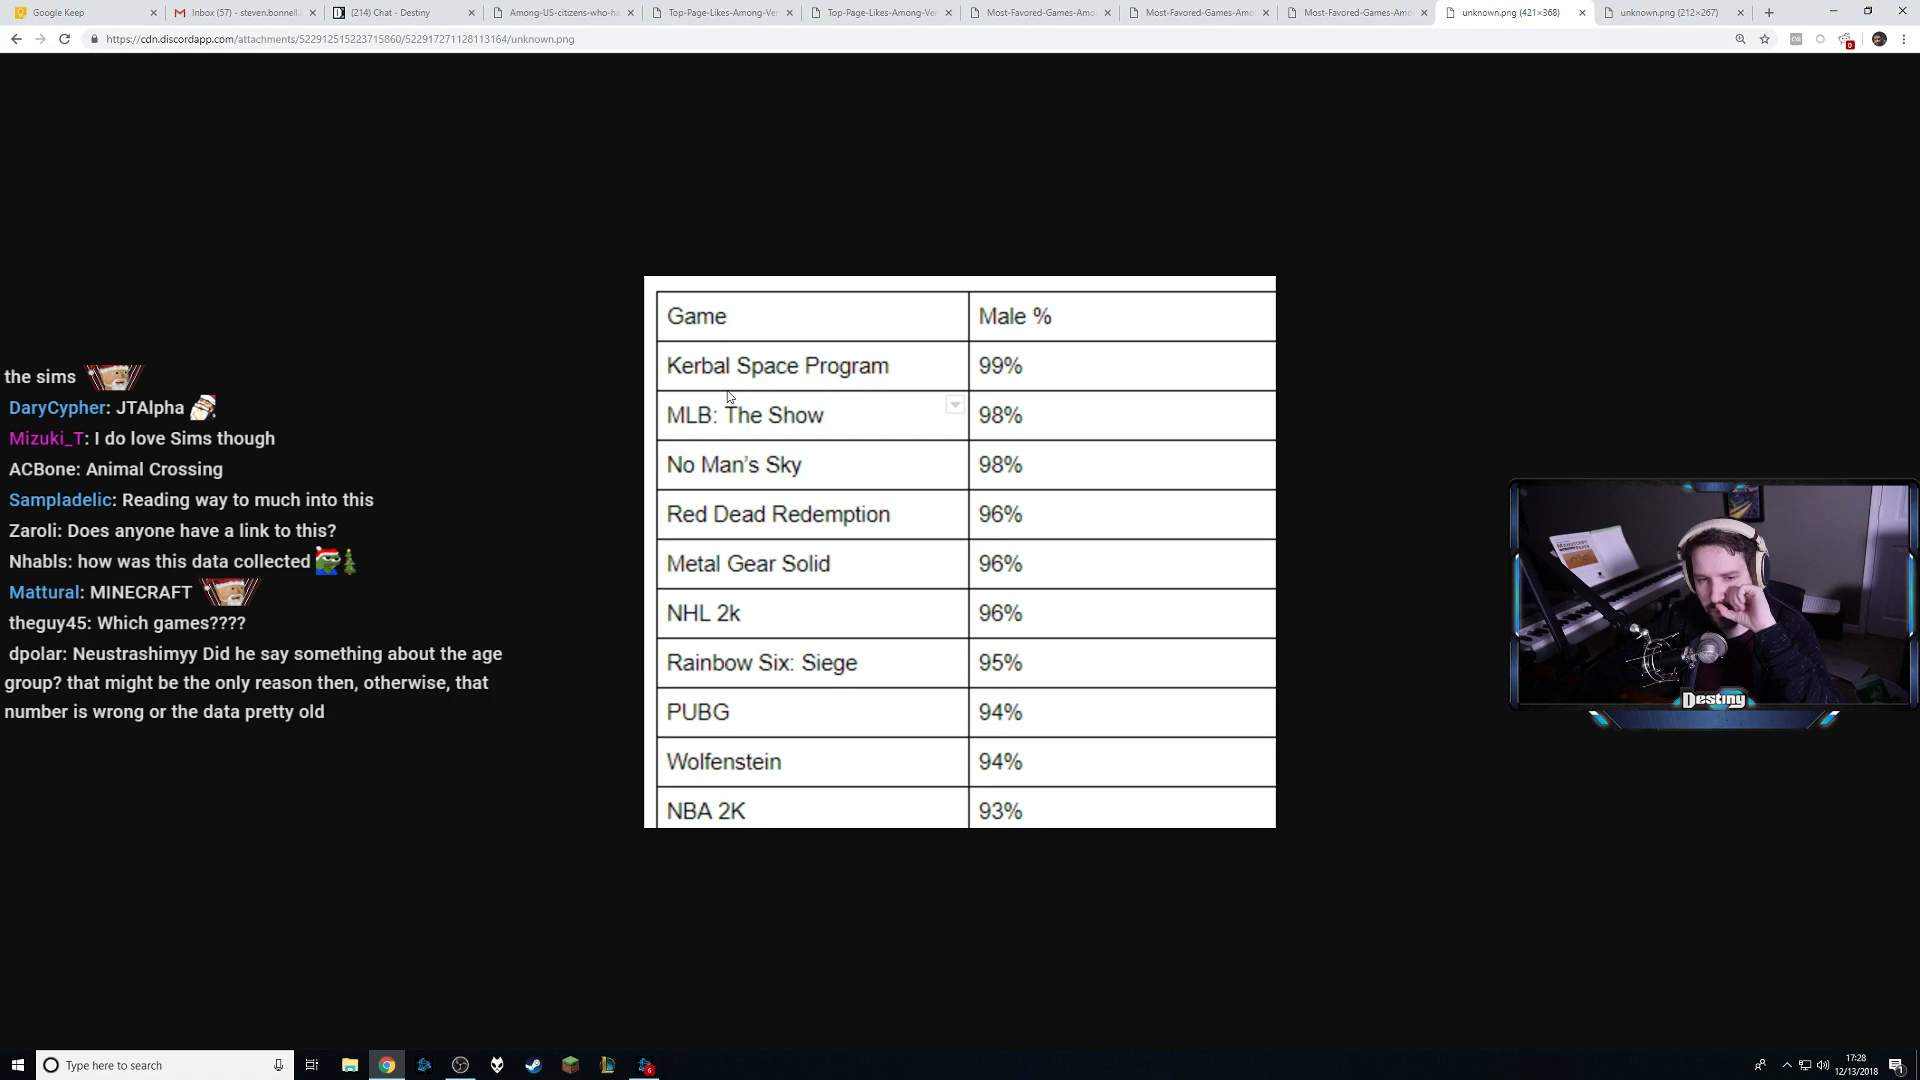 Google Keep
Inbox (57) - steven.bonnell.
(214) Chat - Destiny
Among-US-citizens-who-ha
Top-Page-Likes-Among-Ver
Top-Page-Likes-Among-Ver
Most-Favored-Games-Amo
Most-Favored-Games-Amo
Most-Favored-Games-Amo
unknown.png (421×368)
unknown.png (212×267)
https://cdn.discordapp.com/attachments/522912515223715860/522917271128113164/unknown.png
Game Male %
Kerbal Space Program 99%
MLB: The Show 98%
No Man's Sky 98%
Red Dead Redemption 96%
Metal Gear Solid 96%
NHL 2k 96%
Rainbow Six: Siege 95%
PUBG 94%
Wolfenstein 94%
NBA 2K 93%
the sims
DaryCypher: JTAlpha
Mizuki_T: I do love Sims though
ACBone: Animal Crossing
Sampladelic: Reading way to much into this
Zaroli: Does anyone have a link to this?
Nhabls: how was this data collected
Mattural: MINECRAFT
theguy45: Which games????
dpolar: Neustrashimyy Did he say something about the age
group? that might be the only reason then, otherwise, that
number is wrong or the data pretty old
Destiny
Type here to search
17:28
12/13/2018